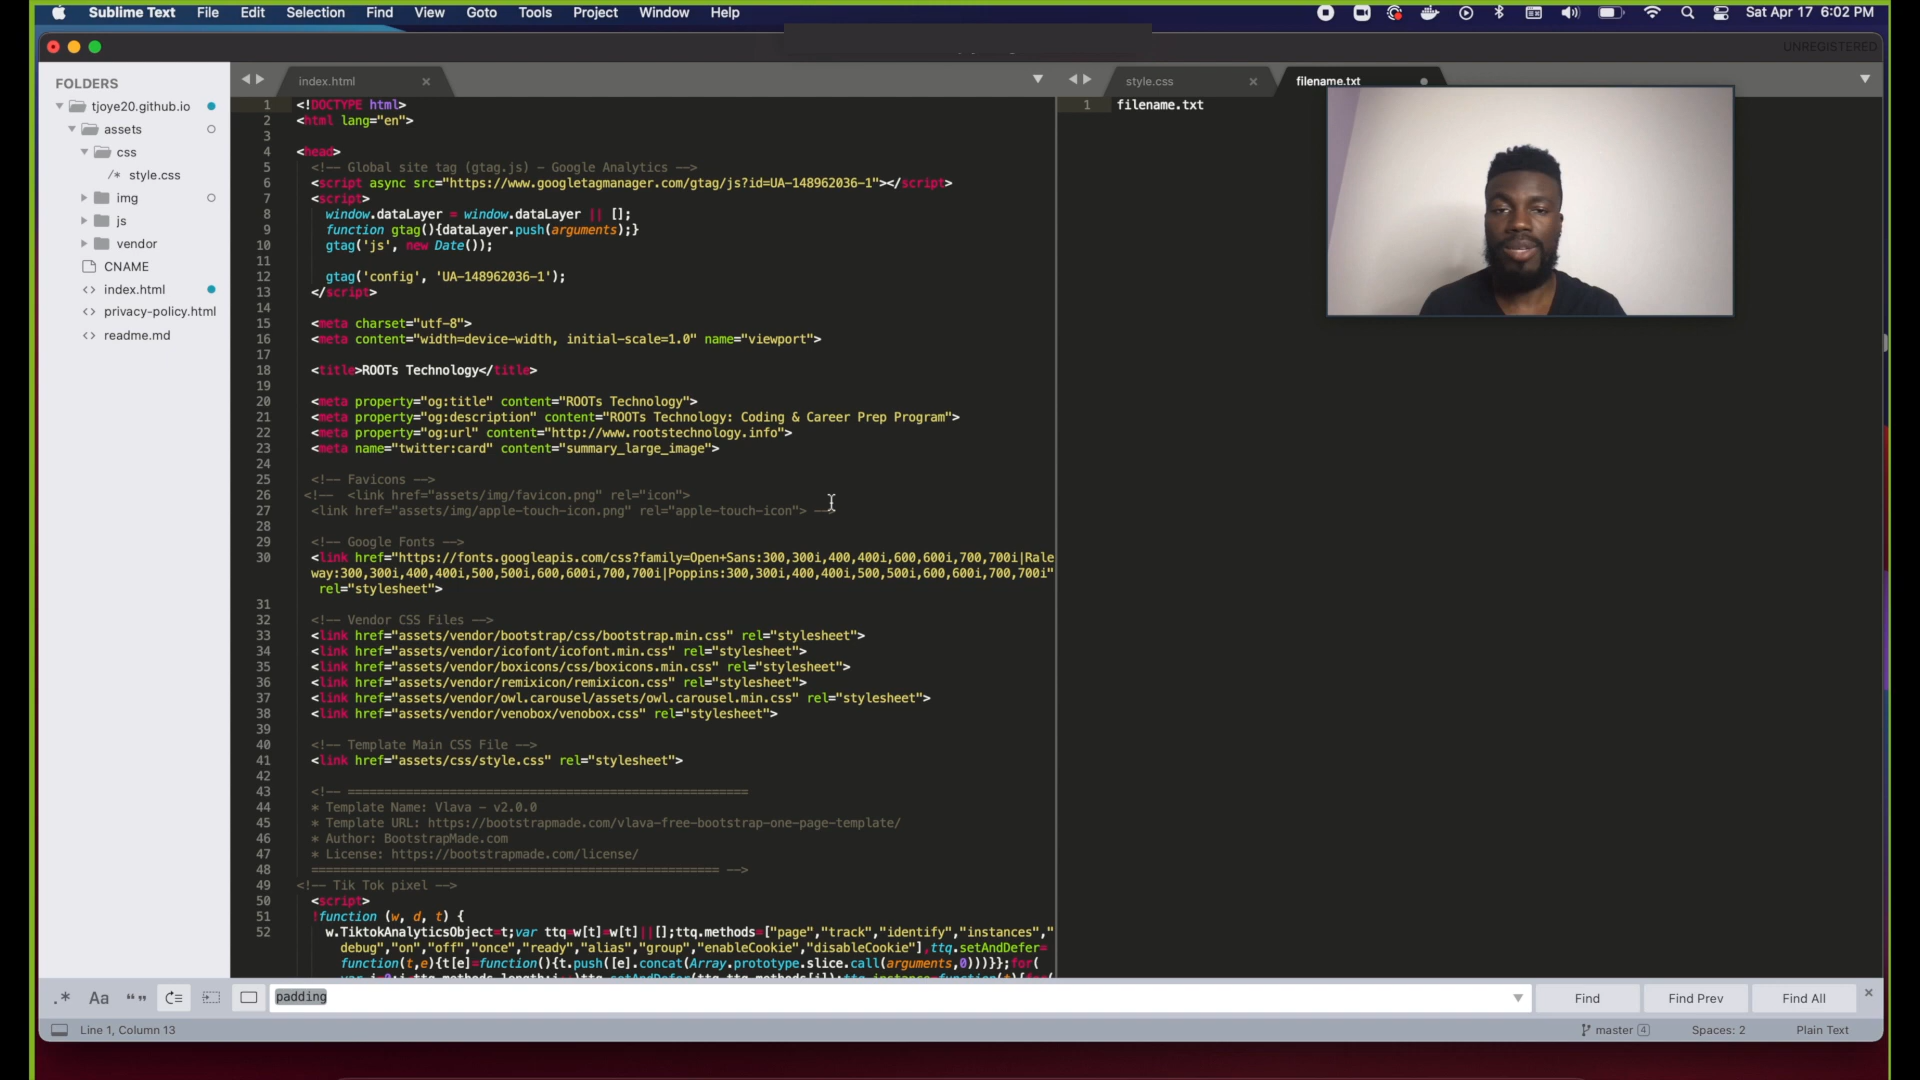 Sublime Text File Edit Selection Find View Goto Tools Project Window Help Sat Apr 17 6:02 PM
UNREGISTERED
FOLDERS
tjoye20.github.io
assets
css
/* style.css
img
js
vendor
CNAME
<> index.html
<> privacy-policy.html
<> readme.md
index.html
1 <!DOCTYPE html>
2 <html lang="en">
3
4 <head>
5 <!-- Global site tag (gtag.js) - Google Analytics -->
6 <script async src="https://www.googletagmanager.com/gtag/js?id=UA-148962036-1"></script>
7 <script>
8 window.dataLayer = window.dataLayer || [];
9 function gtag(){dataLayer.push(arguments);}
10 gtag('js', new Date());
11
12 gtag('config', 'UA-148962036-1');
13 </script>
14
15 <meta charset="utf-8">
16 <meta content="width=device-width, initial-scale=1.0" name="viewport">
17
18 <title>ROOTs Technology</title>
19
20 <meta property="og:title" content="ROOTs Technology">
21 <meta property="og:description" content="ROOTs Technology: Coding & Career Prep Program">
22 <meta property="og:url" content="http://www.rootstechnology.info">
23 <meta name="twitter:card" content="summary_large_image">
24
25 <!-- Favicons -->
26 <!-- <link href="assets/img/favicon.png" rel="icon">
27 <link href="assets/img/apple-touch-icon.png" rel="apple-touch-icon"> -->
28
29 <!-- Google Fonts -->
30 <link href="https://fonts.googleapis.com/css?family=Open+Sans:300,300i,400,400i,600,600i,700,700i|Rale
way:300,300i,400,400i,500,500i,600,600i,700,700i|Poppins:300,300i,400,400i,500,500i,600,600i,700,700i"
rel="stylesheet">
31
32 <!-- Vendor CSS Files -->
33 <link href="assets/vendor/bootstrap/css/bootstrap.min.css" rel="stylesheet">
34 <link href="assets/vendor/icofont/icofont.min.css" rel="stylesheet">
35 <link href="assets/vendor/boxicons/css/boxicons.min.css" rel="stylesheet">
36 <link href="assets/vendor/remixicon/remixicon.css" rel="stylesheet">
37 <link href="assets/vendor/owl.carousel/assets/owl.carousel.min.css" rel="stylesheet">
38 <link href="assets/vendor/venobox/venobox.css" rel="stylesheet">
39
40 <!-- Template Main CSS File -->
41 <link href="assets/css/style.css" rel="stylesheet">
42
43 <!-- =======================================================
44 * Template Name: Vlava - v2.0.0
45 * Template URL: https://bootstrapmade.com/vlava-free-bootstrap-one-page-template/
46 * Author: BootstrapMade.com
47 * License: https://bootstrapmade.com/license/
48 ======================================================== -->
49 <!-- Tik Tok pixel -->
50 <script>
51 !function (w, d, t) {
52 w.TiktokAnalyticsObject=t;var ttq=w[t]=w[t]||[];ttq.methods=["page","track","identify","instances","
debug","on","off","once","ready","alias","group","enableCookie","disableCookie"],ttq.setAndDefer=
function(t,e){t[e]=function(){t.push([e].concat(Array.prototype.slice.call(arguments,0)))}};for(
style.css filename.txt
1 filename.txt
.* Aa “” padding Find Find Prev Find All
Line 1, Column 13 master 4 Spaces: 2 Plain Text